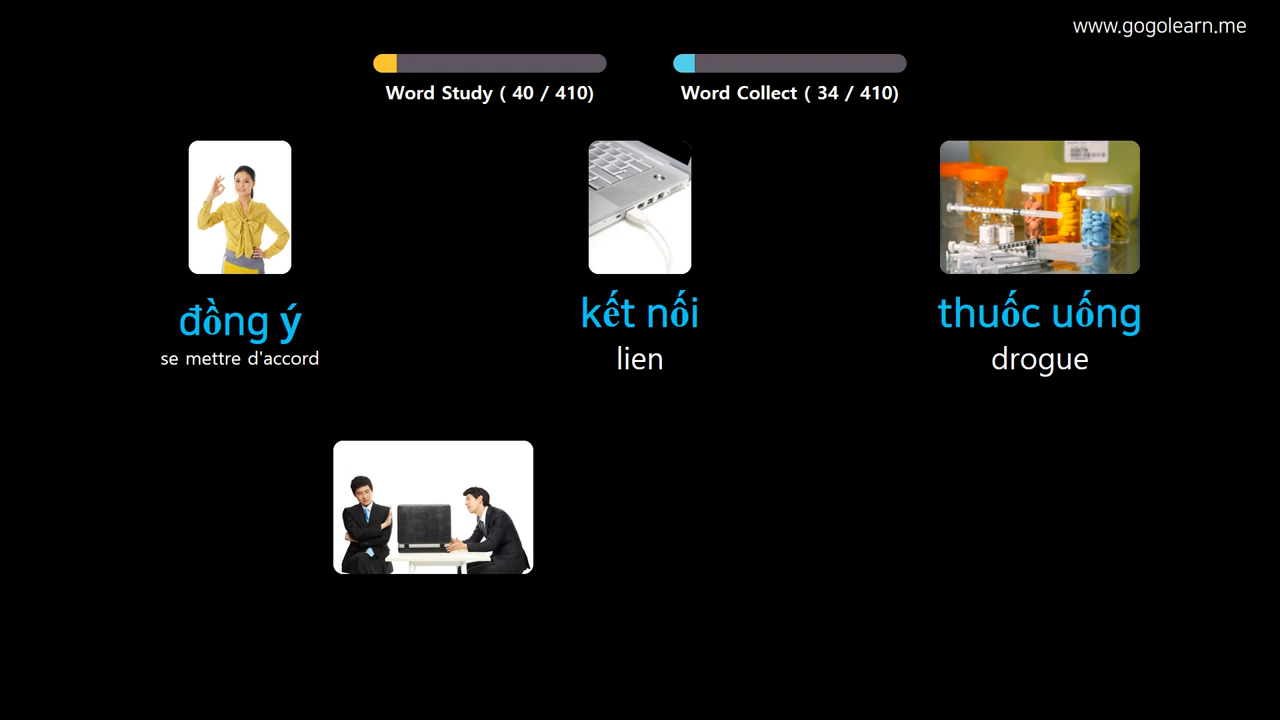 www.gogolearn.me
Word Study ( 40 / 410)
Word Collect ( 34 / 410)
đồng ý
se mettre d'accord
kết nối
lien
thuốc uống
drogue